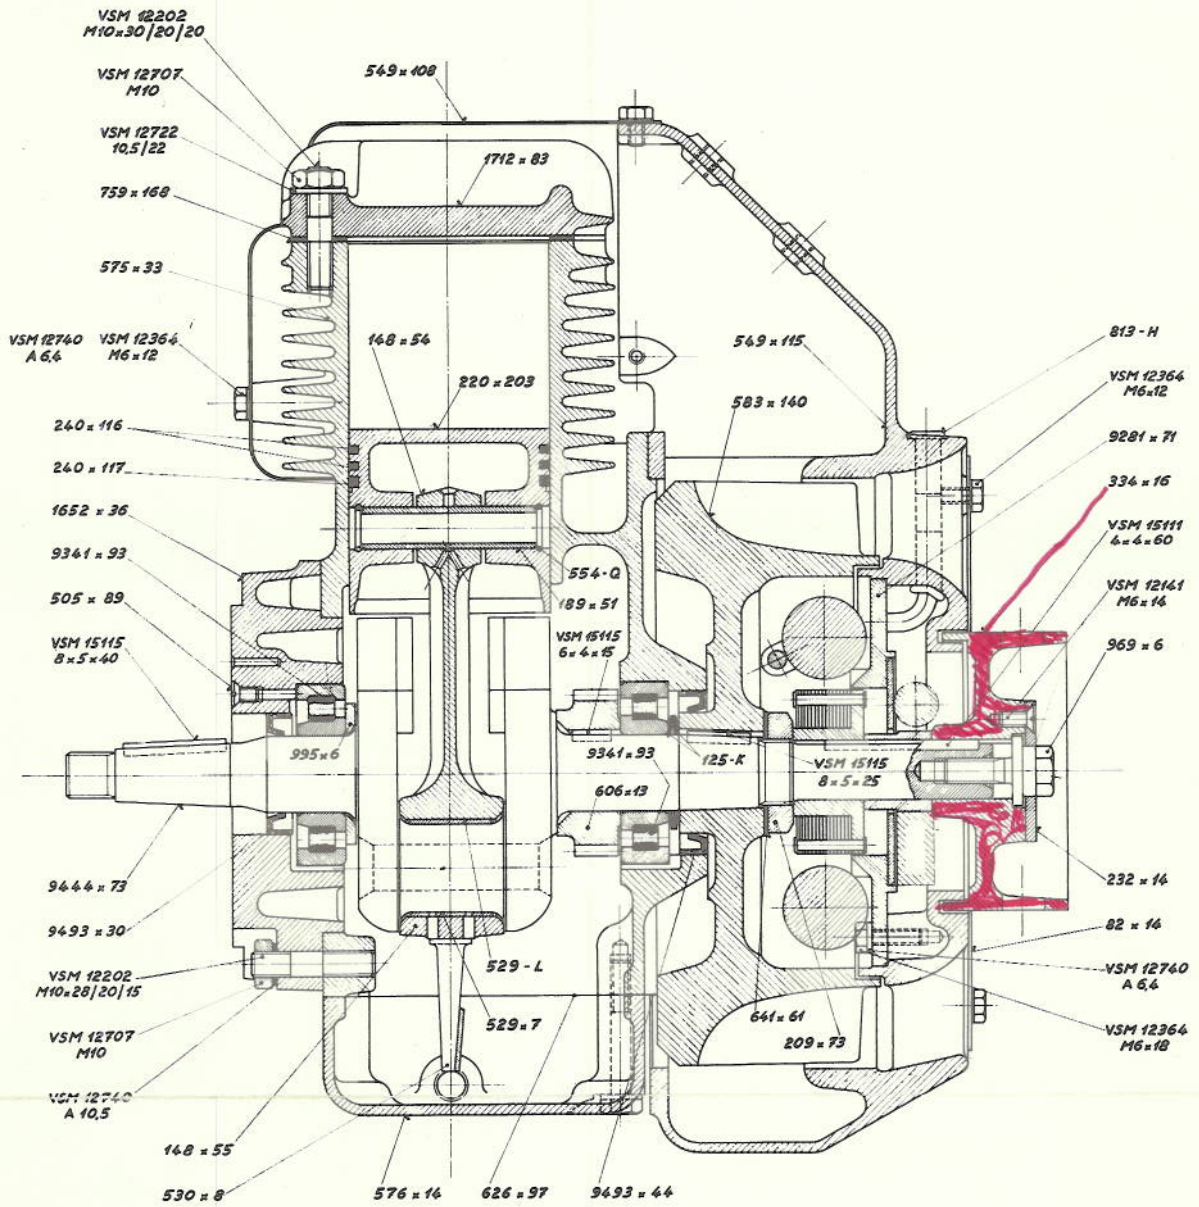 VSM 12202
M10×30/20/20
VSM 12707
M10
VSM 12722
10,5/22
759 × 168
575 × 33
VSM 12740
A 6,4
VSM 12364
M6×12
240 × 116
240 × 117
1652 × 36
9341 × 93
505 × 89
VSM 15115
8×5×40
9444 × 73
9493 × 30
VSM 12202
M10×28/20/15
VSM 12707
M10
VSM 12740
A 10,5
148 × 55
530 × 8
549 × 108
1712 × 83
148 × 54
220 × 203
554-Q
189 × 51
VSM 15115
6×4×15
995×6
9341 × 93
606×13
125-K
VSM 15115
8×5×25
529-L
529×7
641 × 61
209 × 73
576 × 14
626 × 97
9493 × 44
549 × 115
583 × 140
813-H
VSM 12364
M6×12
9281 × 71
334 × 16
VSM 15111
4×4×60
VSM 12141
M6×14
969 × 6
232 × 14
82 × 14
VSM 12740
A 6,4
VSM 12364
M6×18